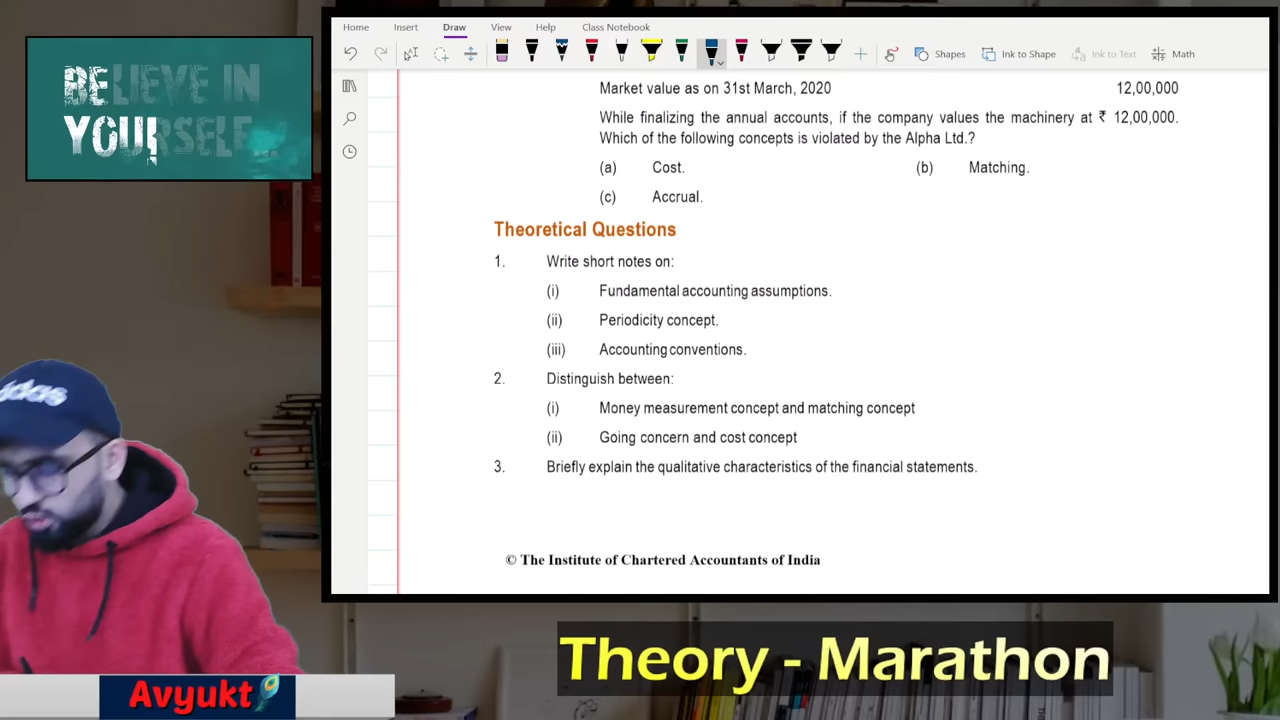 BELIEVE IN
YOURSELF...
Home Insert Draw View Help Class Notebook
Shapes Ink to Shape Ink to Text Math
Market value as on 31st March, 2020 12,00,000
While finalizing the annual accounts, if the company values the machinery at ₹ 12,00,000.
Which of the following concepts is violated by the Alpha Ltd.?
(a) Cost. (b) Matching.
(c) Accrual.
Theoretical Questions
1. Write short notes on:
(i) Fundamental accounting assumptions.
(ii) Periodicity concept.
(iii) Accounting conventions.
2. Distinguish between:
(i) Money measurement concept and matching concept
(ii) Going concern and cost concept
3. Briefly explain the qualitative characteristics of the financial statements.
© The Institute of Chartered Accountants of India
adidas
Theory - Marathon
Avyukt